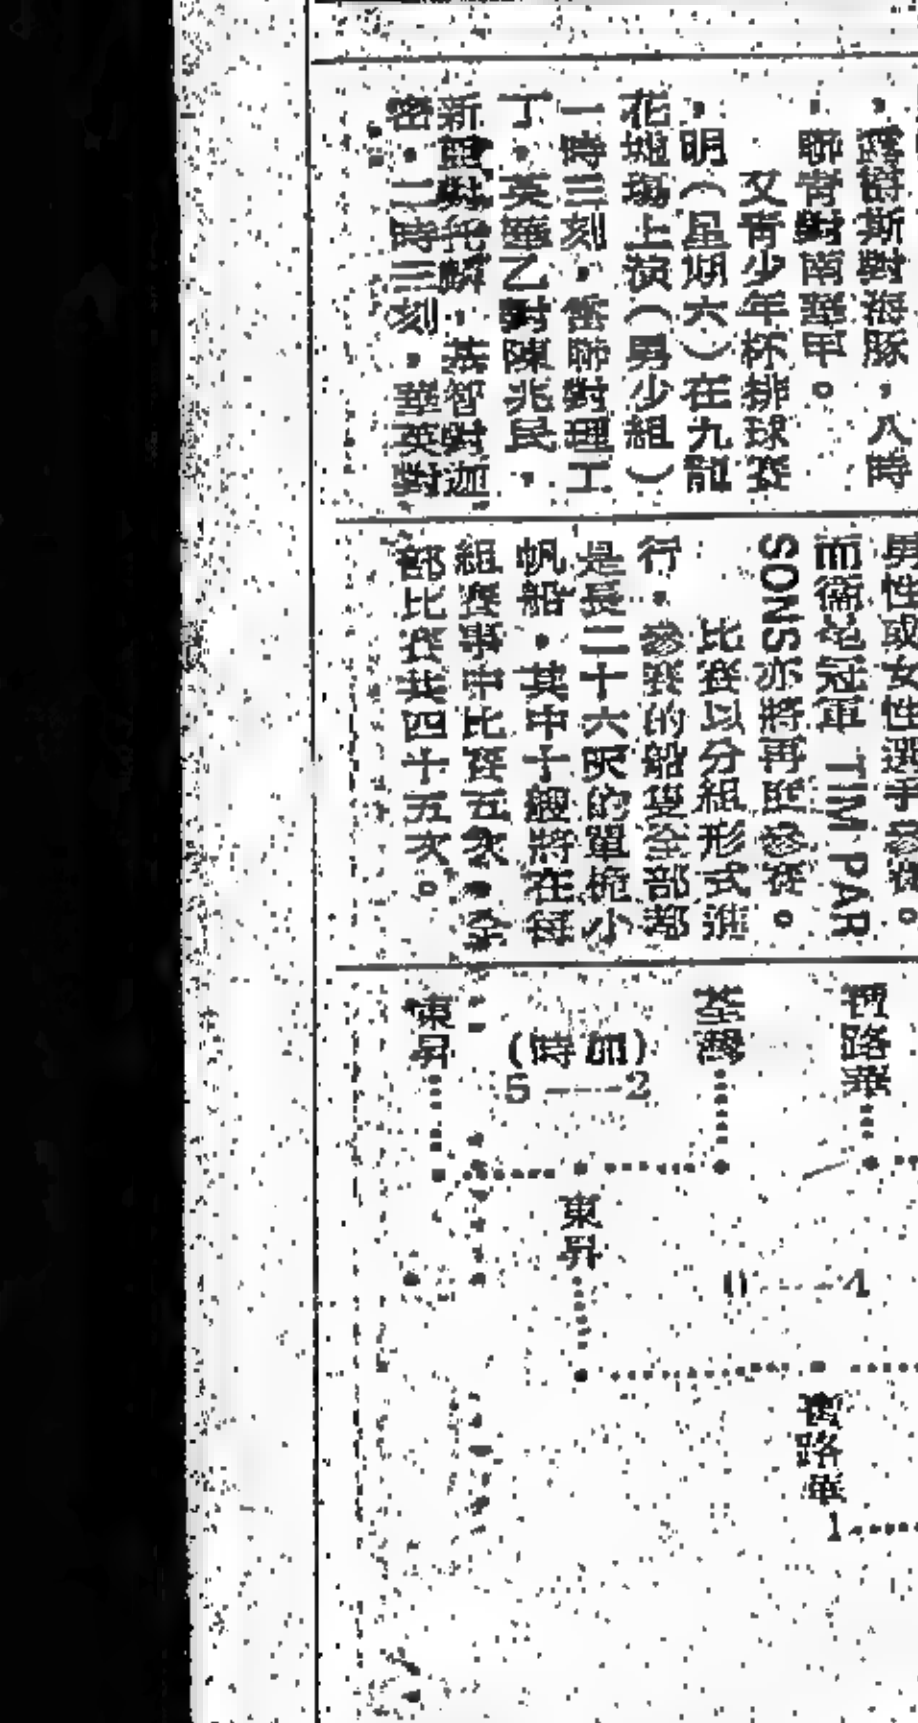 露爵斯對海豚，八時
聯青對南華甲。
又青少年杯排球賽
，明（星期六）在九龍
花墟場上演（男少組）
一時三刻，聯對理工
，英華乙對陳兆民，
新對，基智對迦
密。二時三刻，華英對
男性或女性選手參
而衛冕冠軍 TIM PAR
SONS亦將再度參賽。
比賽以分組形式進
行。參賽的船隻全部都
是長二十六呎的單桅小
帆船，其中十艘將在每
組賽事中比賽五次，全
部比賽共四十五次。
路華
荃灣
(時加)
5——2
東昇
東昇
0——4
路華
1